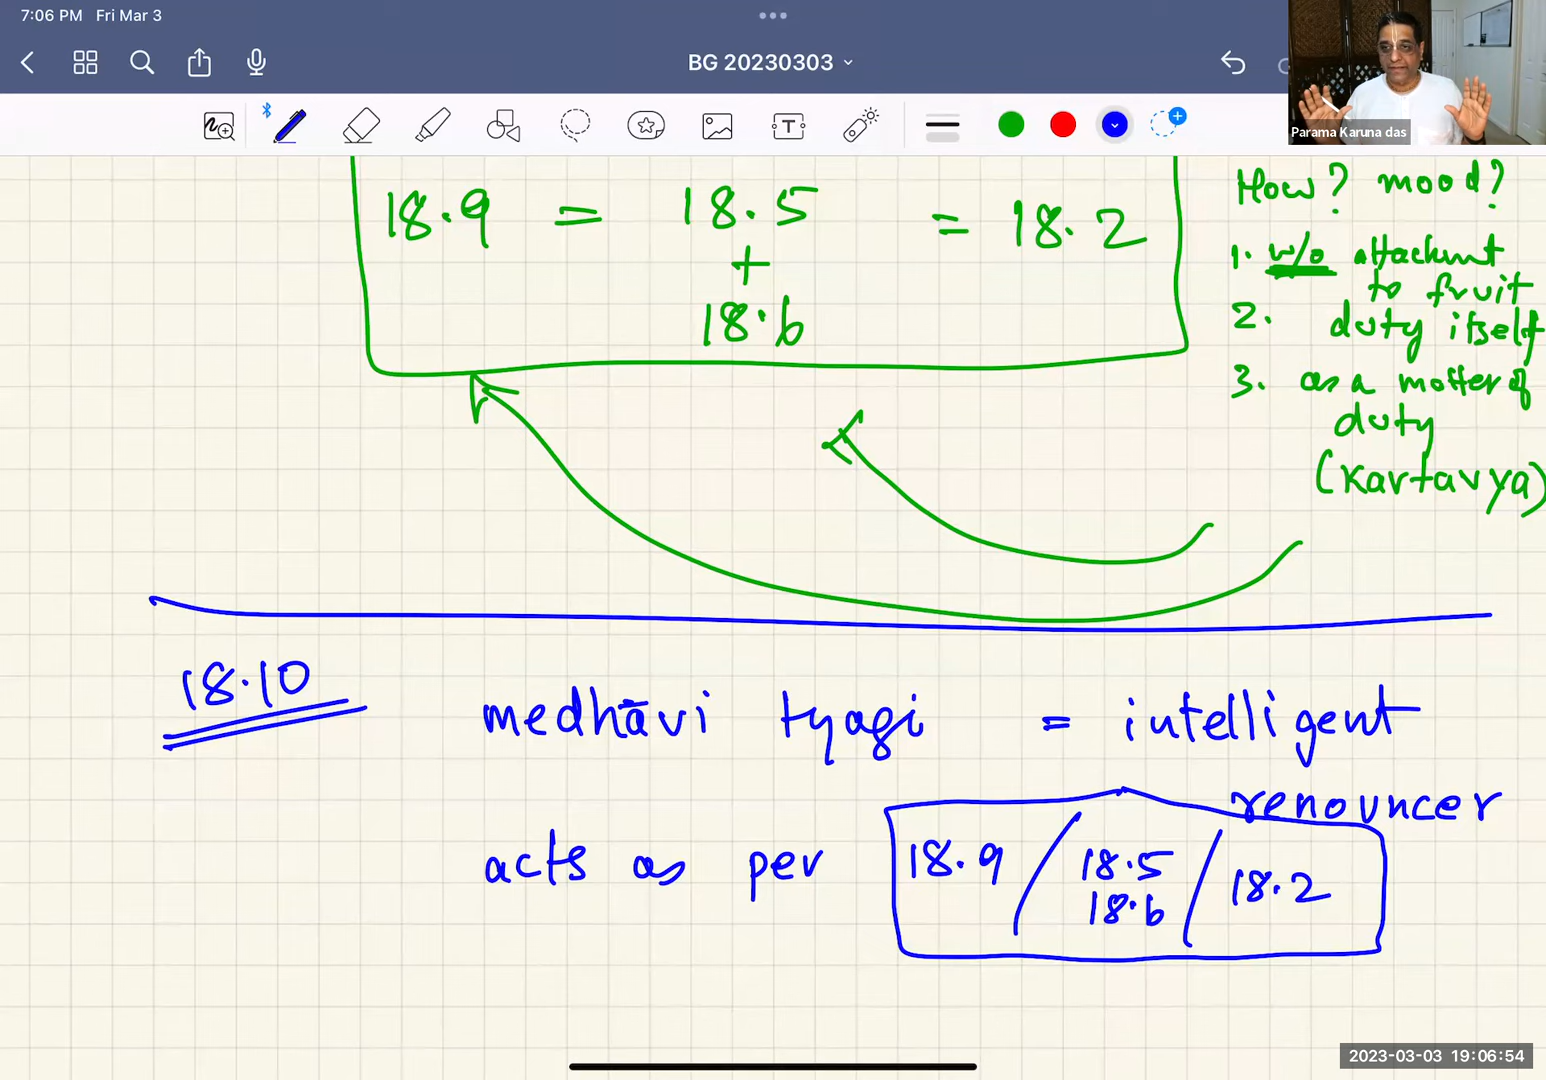 7:06 PM Fri Mar 3
BG 20230303
Parama Karuna das
18.9 = 18.5 = 18.2
+
18.6
How? mood?
1. w/o attachmt
to fruit
2. duty itself
3. as a matter of
duty
(Kartavya)
18.10
medhāvi tyagi = intelligent
renouncer
acts as per 18.9 / 18.5 / 18.2
18.6
2023-03-03 19:06:54